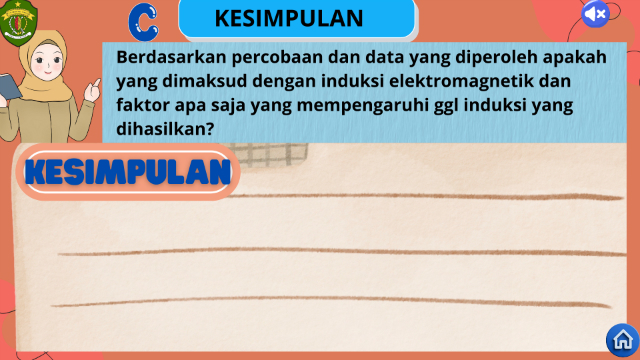 C
KESIMPULAN
Berdasarkan percobaan dan data yang diperoleh apakah
yang dimaksud dengan induksi elektromagnetik dan
faktor apa saja yang mempengaruhi ggl induksi yang
dihasilkan?
KESIMPULAN